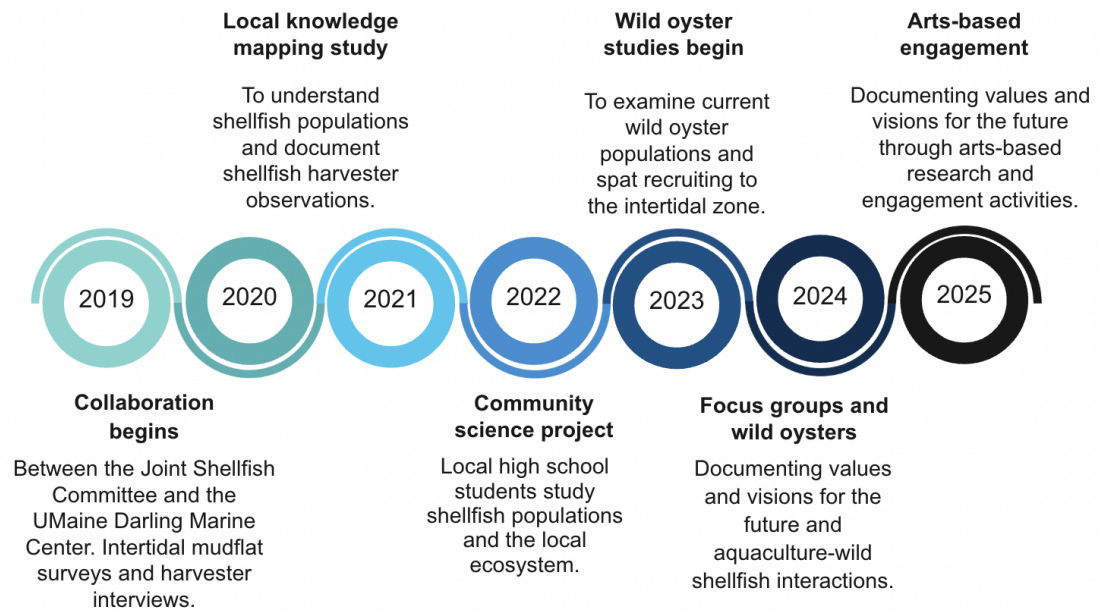 Local knowledge
mapping study
To understand
shellfish populations
and document
shellfish harvester
observations.
Wild oyster
studies begin
To examine current
wild oyster
populations and
spat recruiting to
the intertidal zone.
Arts-based
engagement
Documenting values and
visions for the future
through arts-based
research and
engagement activities.
2019
2020
2021
2022
2023
2024
2025
Collaboration
begins
Between the Joint Shellfish
Committee and the
UMaine Darling Marine
Center. Intertidal mudflat
surveys and harvester
interviews.
Community
science project
Local high school
students study
shellfish populations
and the local
ecosystem.
Focus groups and
wild oysters
Documenting values
and visions for the
future and
aquaculture-wild
shellfish interactions.